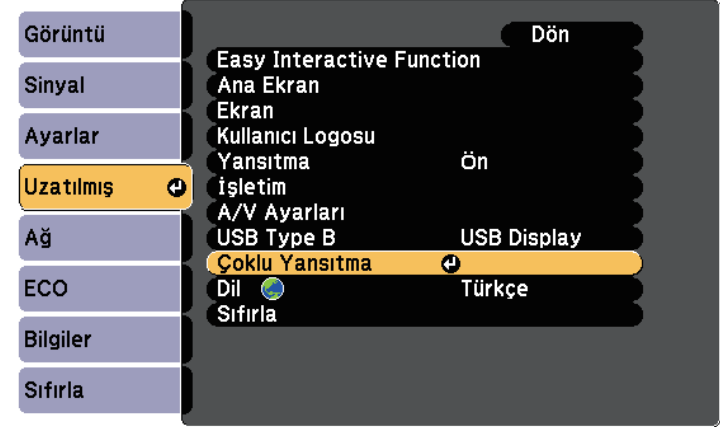 Görüntü
Sinyal
Ayarlar
Uzatılmış
Ağ
ECO
Bilgiler
Sıfırla
Dön
Easy Interactive Function
Ana Ekran
Ekran
Kullanıcı Logosu
Yansıtma Ön
İşletim
A/V Ayarları
USB Type B USB Display
Çoklu Yansıtma
Dil Türkçe
Sıfırla